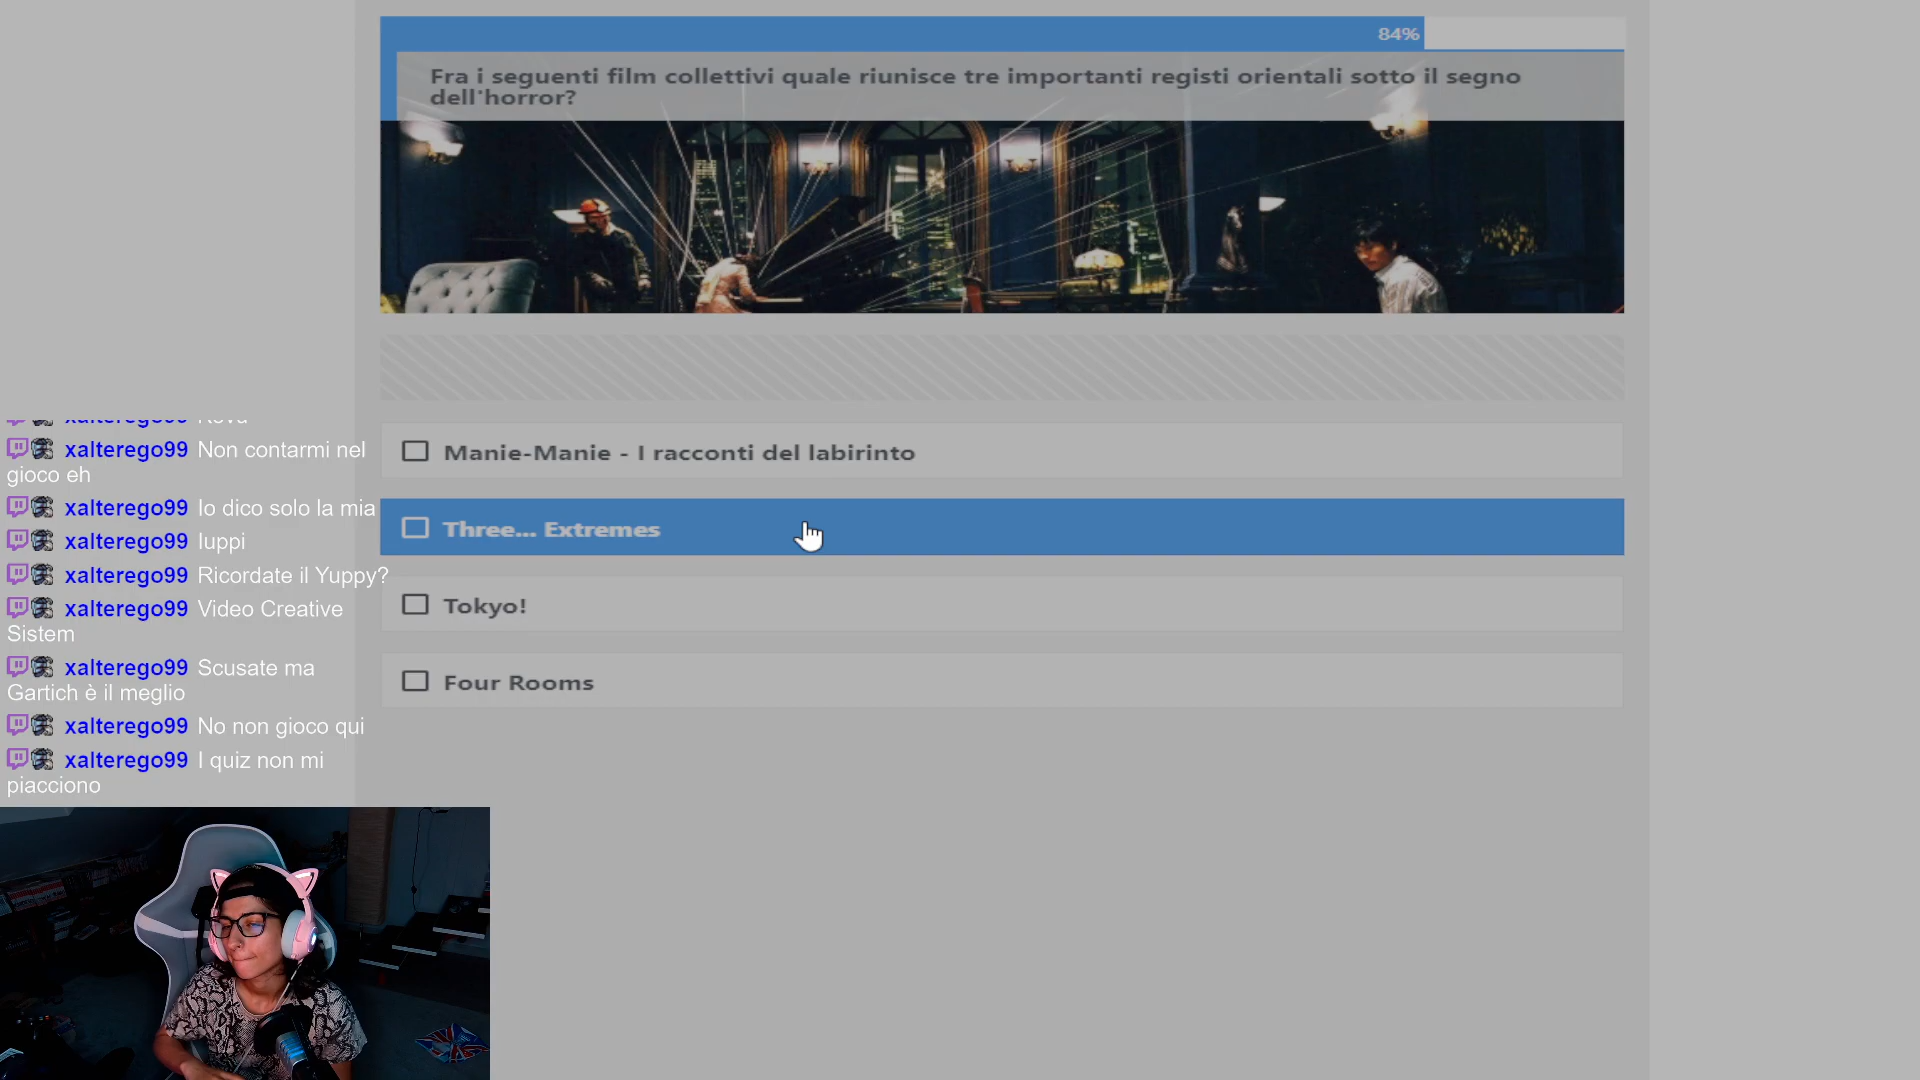 84%
Fra i seguenti film collettivi quale riunisce tre importanti registi orientali sotto il segno
dell'horror?
Manie-Manie - I racconti del labirinto
Three... Extremes
Tokyo!
Four Rooms
xalterego99
xalterego99 Non contarmi nel
gioco eh
xalterego99 Io dico solo la mia
xalterego99 Iuppi
xalterego99 Ricordate il Yuppy?
xalterego99 Video Creative
Sistem
xalterego99 Scusate ma
Gartich è il meglio
xalterego99 No non gioco qui
xalterego99 I quiz non mi
piacciono